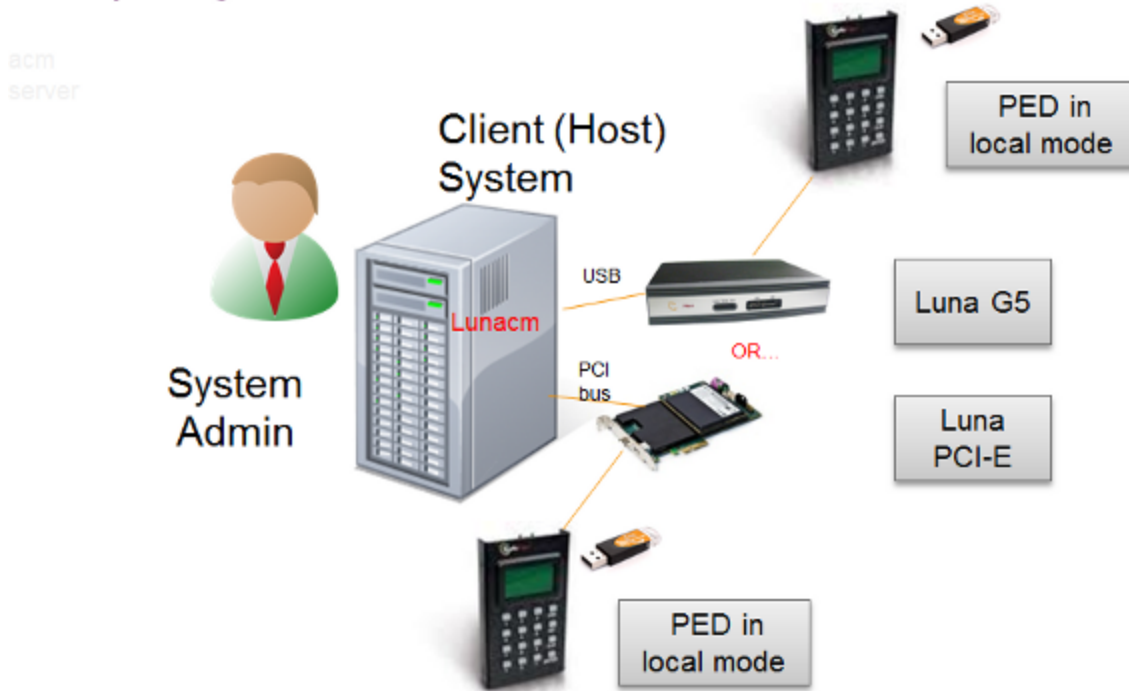 acm
server
PED in
local mode
Client (Host)
System
USB
Lunacm
Luna G5
OR...
PCI
bus
System
Admin
Luna
PCI-E
PED in
local mode